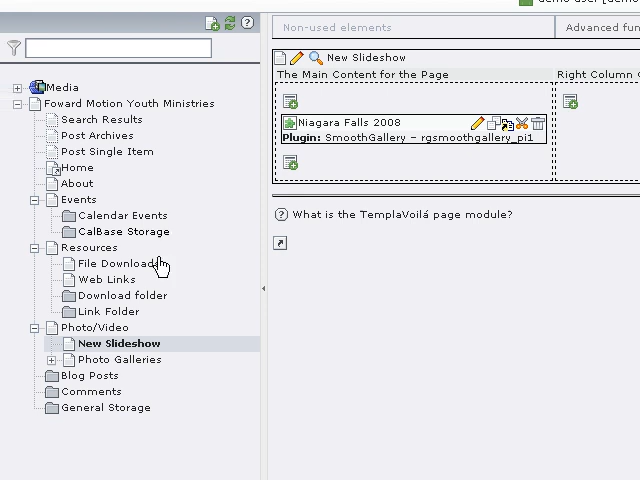 demo user [demo
Non-used elements
Advanced fun
Media
New Slideshow
The Main Content for the Page
Right Column
Foward Motion Youth Ministries
Search Results
Niagara Falls 2008
Post Archives
Plugin: SmoothGallery - rgsmoothgallery_pi1
Post Single Item
Home
About
Events
Calendar Events
What is the TemplaVoilá page module?
CalBase Storage
Resources
File Download
Web Links
Download folder
Link Folder
Photo/Video
New Slideshow
Photo Galleries
Blog Posts
Comments
General Storage